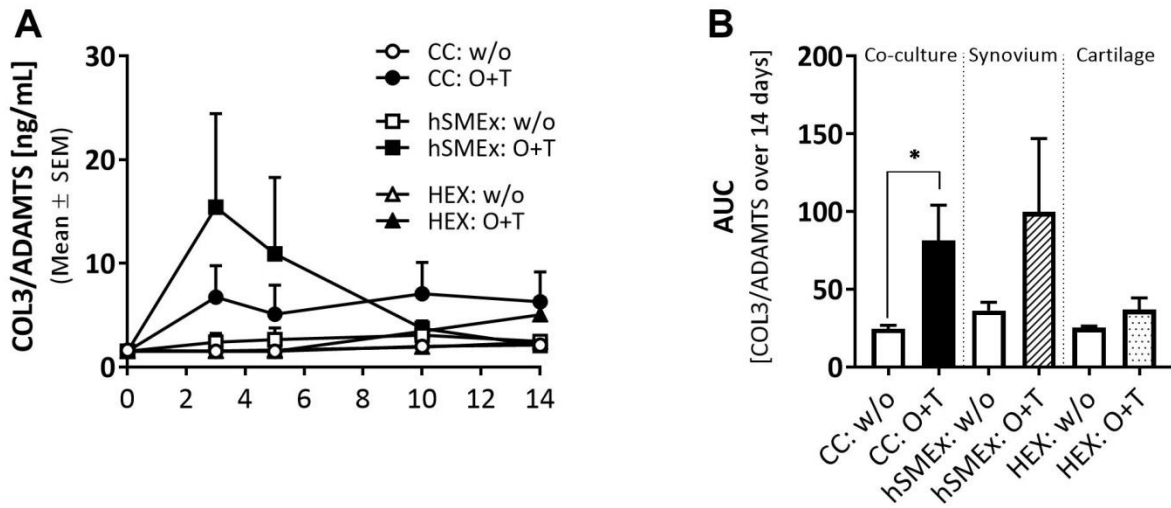 A
COL3/ADAMTS [ng/mL]
(Mean ± SEM)
30
20
10
0
0 2 4 6 8 10 12 14
CC: w/o
CC: O+T
hSMEx: w/o
hSMEx: O+T
HEX: w/o
HEX: O+T
B
AUC
[COL3/ADAMTS over 14 days]
200
150
100
50
0
Co-culture Synovium Cartilage
*
CC: w/o
CC: O+T
hSMEx: w/o
hSMEx: O+T
HEX: w/o
HEX: O+T